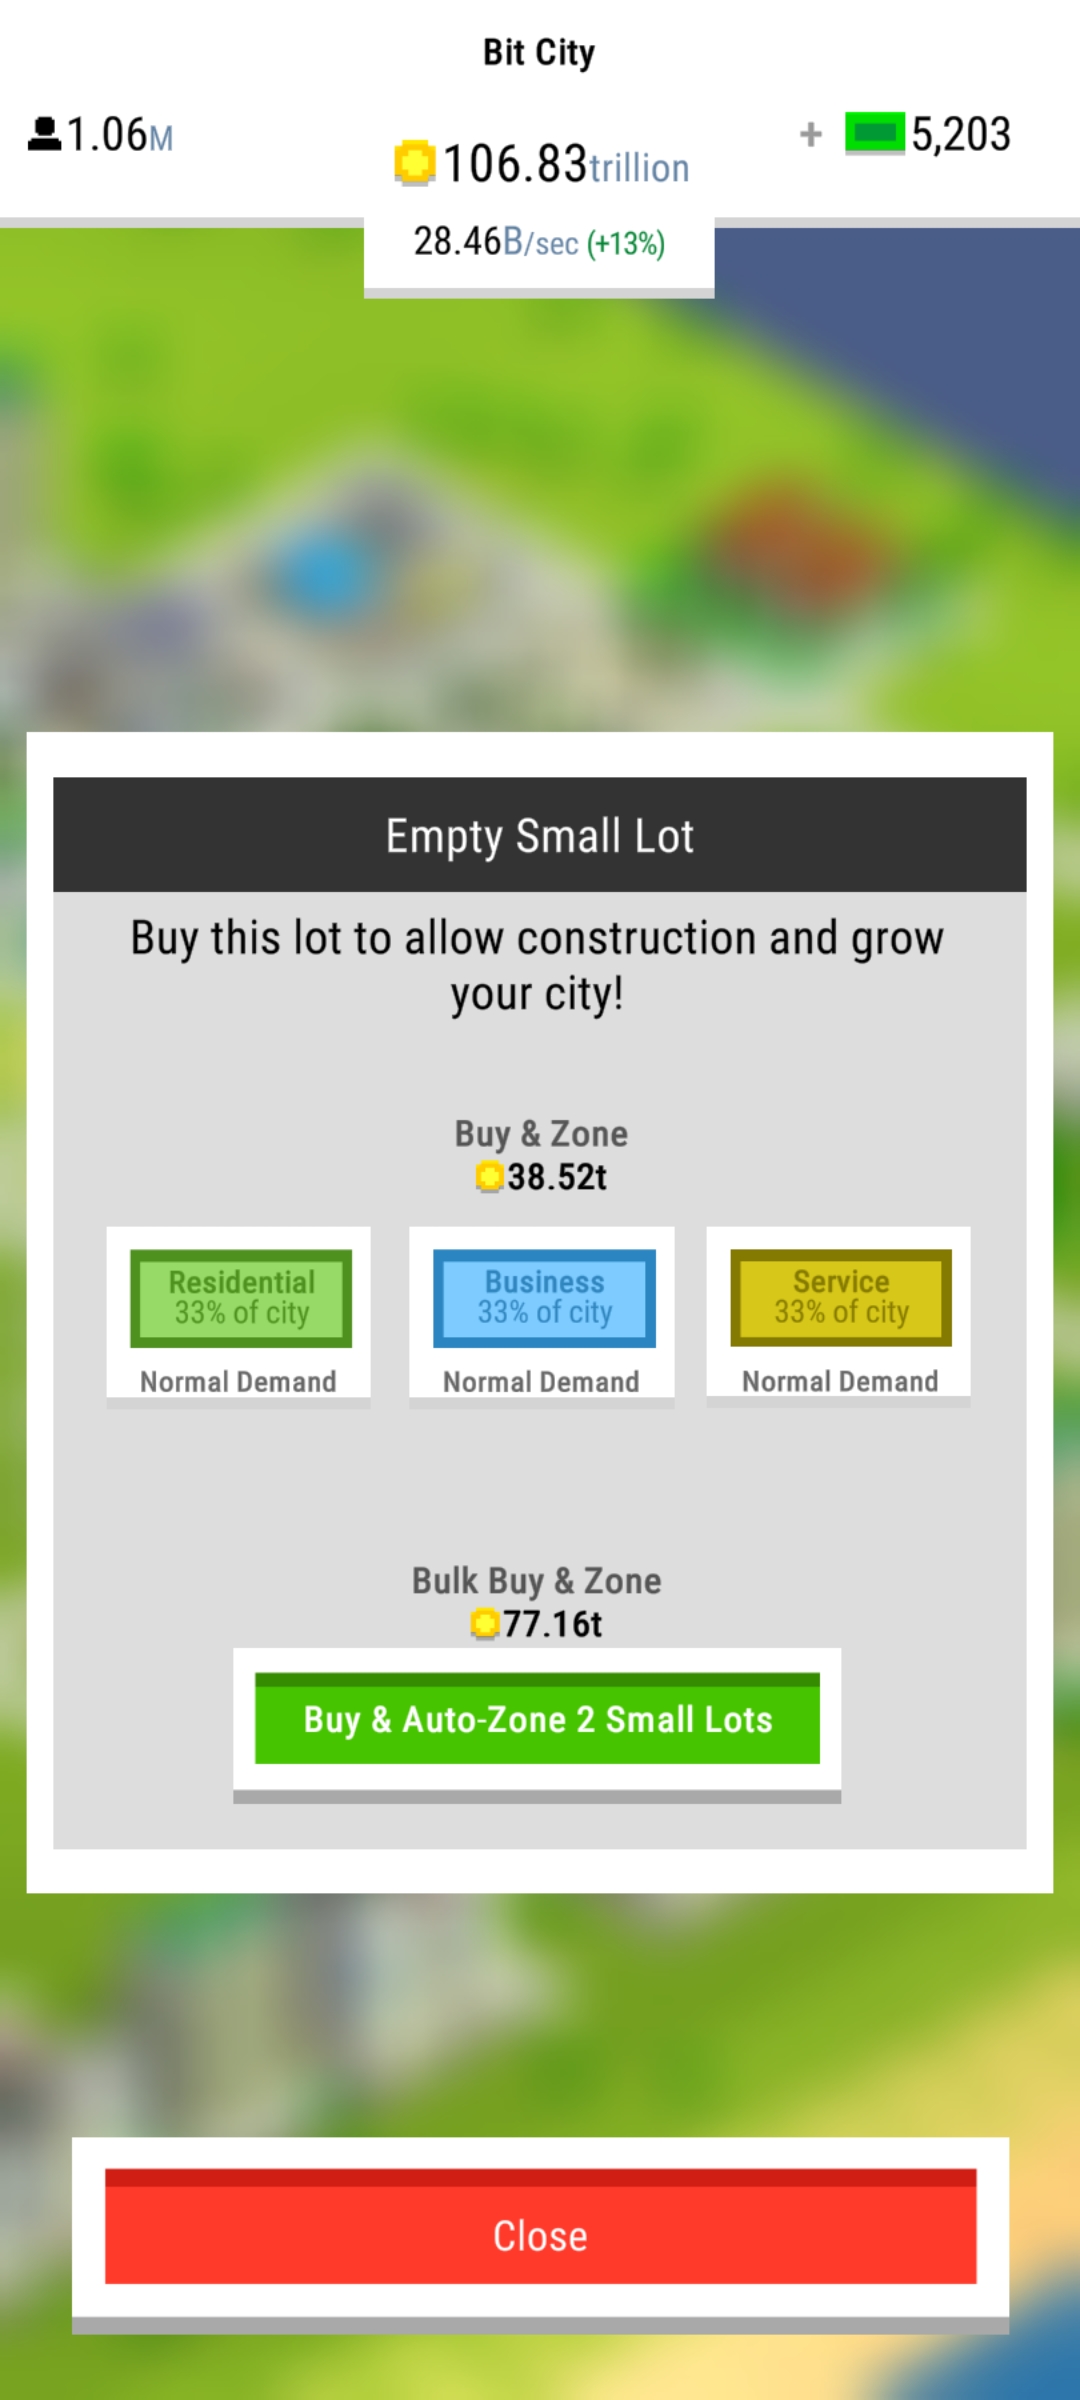 Bit City
1.06M
106.83trillion
+ 5,203
28.46B/sec (+13%)
Empty Small Lot
Buy this lot to allow construction and grow
your city!
Buy & Zone
38.52t
Residential
33% of city
Normal Demand
Business
33% of city
Normal Demand
Service
33% of city
Normal Demand
Bulk Buy & Zone
77.16t
Buy & Auto-Zone 2 Small Lots
Close